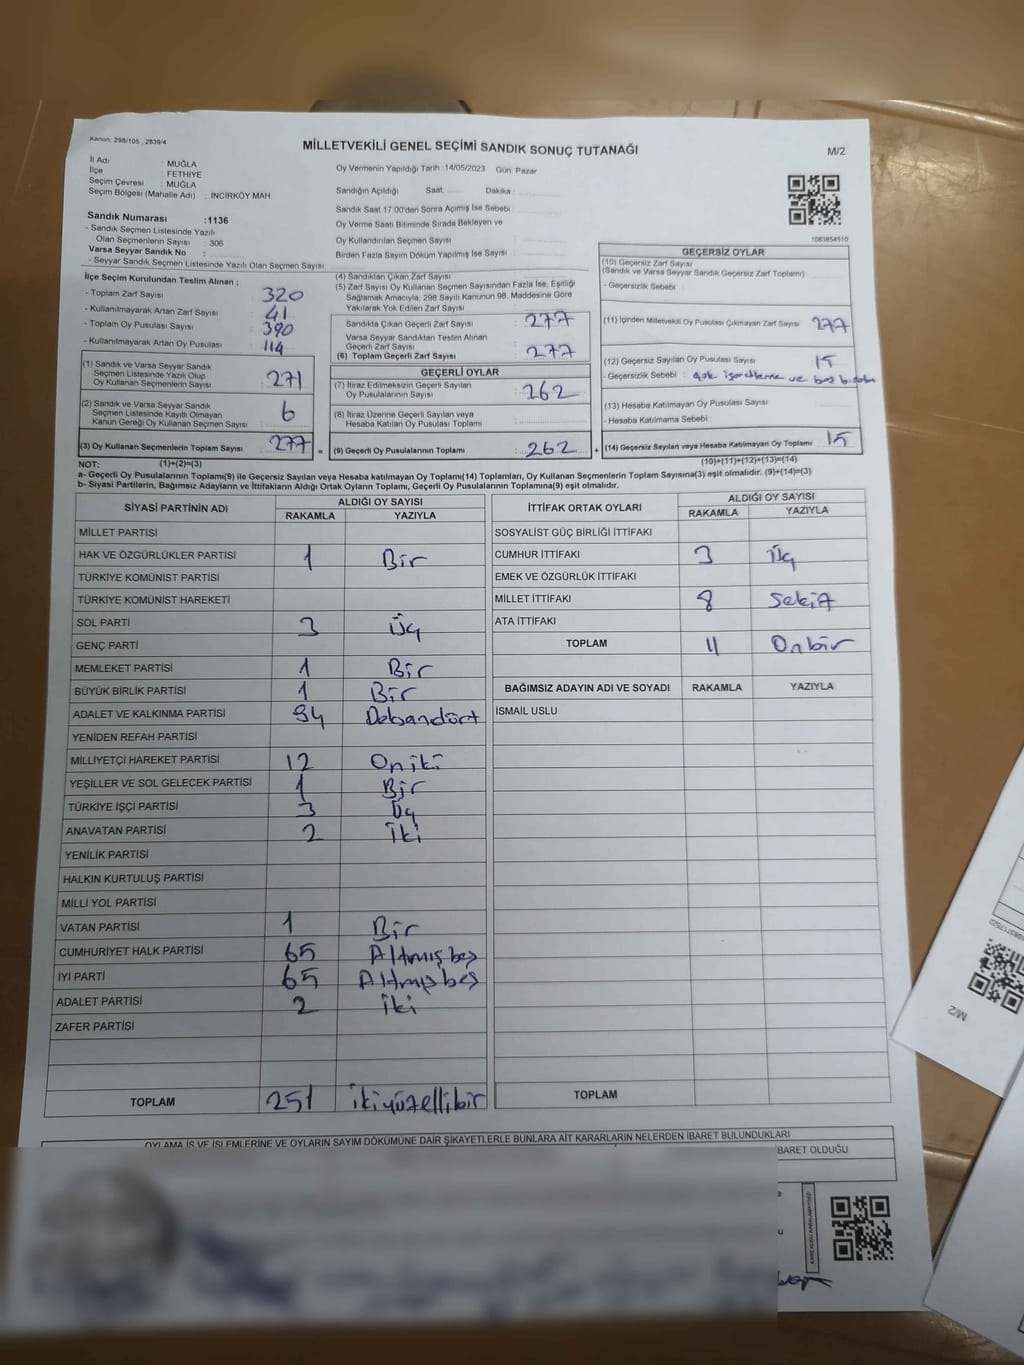 Kanun: 298/105 , 2839/4
MİLLETVEKİLİ GENEL SEÇİMİ SANDIK SONUÇ TUTANAĞI
M/2
İl Adı : MUĞLA
İlçe : FETHİYE
Seçim Çevresi : MUĞLA
Seçim Bölgesi (Mahalle Adı) : İNCİRKÖY MAH
Sandık Numarası :1136
- Sandık Seçmen Listesinde Yazılı
Olan Seçmenlerin Sayısı : 306
Varsa Seyyar Sandık No :
- Seyyar Sandık Seçmen Listesinde Yazılı Olan Seçmen Sayısı :
Oy Vermenin Yapıldığı Tarih :14/05/2023 Gün: Pazar
Sandığın Açıldığı Saat: Dakika :
Sandık Saat 17.00'den Sonra Açımış İse Sebebi :
Oy Verme Saati Bitiminde Sırada Bekleyen ve
Oy Kullandırılan Seçmen Sayısı :
Birden Fazla Sayım Döküm Yapılmış İse Sayısı :
1083854510
İlçe Seçim Kurulundan Teslim Alınan ;
- Toplam Zarf Sayısı : 320
- Kullanılmayarak Artan Zarf Sayısı : 41
- Toplam Oy Pusulası Sayısı : 390
- Kullanılmayarak Artan Oy Pusulası : 114
(1) Sandık ve Varsa Seyyar Sandık
Seçmen Listesinde Yazılı Olup
Oy Kullanan Seçmenlerin Sayısı : 271
(2) Sandık ve Varsa Seyyar Sandık
Seçmen Listesinde Kayıtlı Olmayan
Kanun Gereği Oy Kullanan Seçmen Sayısı : 6
(3) Oy Kullanan Seçmenlerin Toplam Sayısı : 277
(4) Sandıktan Çıkan Zarf Sayısı :
(5) Zarf Sayısı Oy Kullanan Seçmen Sayısından Fazla İse, Eşitliği
Sağlamak Amacıyla; 298 Sayılı Kanunun 98. Maddesine Göre
Yakılarak Yok Edilen Zarf Sayısı :
Sandıkta Çıkan Geçerli Zarf Sayısı : 277
Varsa Seyyar Sandıktan Teslim Alınan
Geçerli Zarf Sayısı :
(6) Toplam Geçerli Zarf Sayısı : 277
GEÇERLİ OYLAR
(7) İtiraz Edilmeksizin Geçerli Sayılan
Oy Pusulasının Sayısı : 262
(8) İtiraz Üzerine Geçerli Sayılan veya
Hesaba Katılan Oy Pusulası Toplamı :
= (9) Geçerli Oy Pusulalarının Toplamı : 262 +
GEÇERSİZ OYLAR
(10) Geçersiz Zarf Sayısı
(Sandık ve Varsa Seyyar Sandık Geçersiz Zarf Toplamı) :
- Geçersizlik Sebebi :
(11) İçinden Milletvekili Oy Pusulası Çıkmayan Zarf Sayısı : 277
(12) Geçersiz Sayılan Oy Pusulası Sayısı : 15
- Geçersizlik Sebebi : çok işaretleme ve boş
(13) Hesaba Katılmayan Oy Pusulası Sayısı :
- Hesaba Katılmama Sebebi :
(14) Geçersiz Sayılan veya Hesaba Katılmayan Oy Toplamı : 15
NOT: (1)+(2)=(3)
(10)+(11)+(12)+(13)=(14)
a- Geçerli Oy Pusulalarının Toplamı(9) ile Geçersiz Sayılan veya Hesaba Katılmayan Oy Toplamı(14) Toplamları, Oy Kullanan Seçmenlerin Toplam Sayısına(3) eşit olmalıdır. (9)+(14)=(3)
b- Siyasi Partilerin, Bağımsız Adayların ve İttifakların Aldığı Ortak Oyların Toplamı, Geçerli Oy Pusulalarının Toplamına(9) eşit olmalıdır.
SİYASİ PARTİNİN ADI ALDIĞI OY SAYISI
RAKAMLA YAZIYLA
MİLLET PARTİSİ
HAK VE ÖZGÜRLÜKLER PARTİSİ 1 Bir
TÜRKİYE KOMÜNİST PARTİSİ
TÜRKİYE KOMÜNİST HAREKETİ
SOL PARTİ 3 Üç
GENÇ PARTİ
MEMLEKET PARTİSİ 1 Bir
BÜYÜK BİRLİK PARTİSİ 1 Bir
ADALET VE KALKINMA PARTİSİ 94 Doksandört
YENİDEN REFAH PARTİSİ
MİLLİYETÇİ HAREKET PARTİSİ 12 Oniki
YEŞİLLER VE SOL GELECEK PARTİSİ 1 Bir
TÜRKİYE İŞÇİ PARTİSİ 3 Üç
ANAVATAN PARTİSİ 2 İki
YENİLİK PARTİSİ
HALKIN KURTULUŞ PARTİSİ
MİLLİ YOL PARTİSİ
VATAN PARTİSİ 1 Bir
CUMHURİYET HALK PARTİSİ 65 Altmışbeş
İYİ PARTİ 65 Altmışbeş
ADALET PARTİSİ 2 İki
ZAFER PARTİSİ
TOPLAM 251 ikiyüzellibir
İTTİFAK ORTAK OYLARI ALDIĞI OY SAYISI
RAKAMLA YAZIYLA
SOSYALİST GÜÇ BİRLİĞİ İTTİFAKI
CUMHUR İTTİFAKI 3 Üç
EMEK VE ÖZGÜRLÜK İTTİFAKI
MİLLET İTTİFAKI 8 Sekiz
ATA İTTİFAKI
TOPLAM 11 Onbir
BAĞIMSIZ ADAYIN ADI VE SOYADI RAKAMLA YAZIYLA
İSMAİL USLU
TOPLAM
OYLAMA İŞ VE İŞLEMLERİNE VE OYLARIN SAYIM DÖKÜMÜNE DAİR ŞİKAYETLERLE BUNLARA AİT KARARLARIN NELERDEN İBARET BULUNDUKLARI
BARET OLDUĞU
M/2